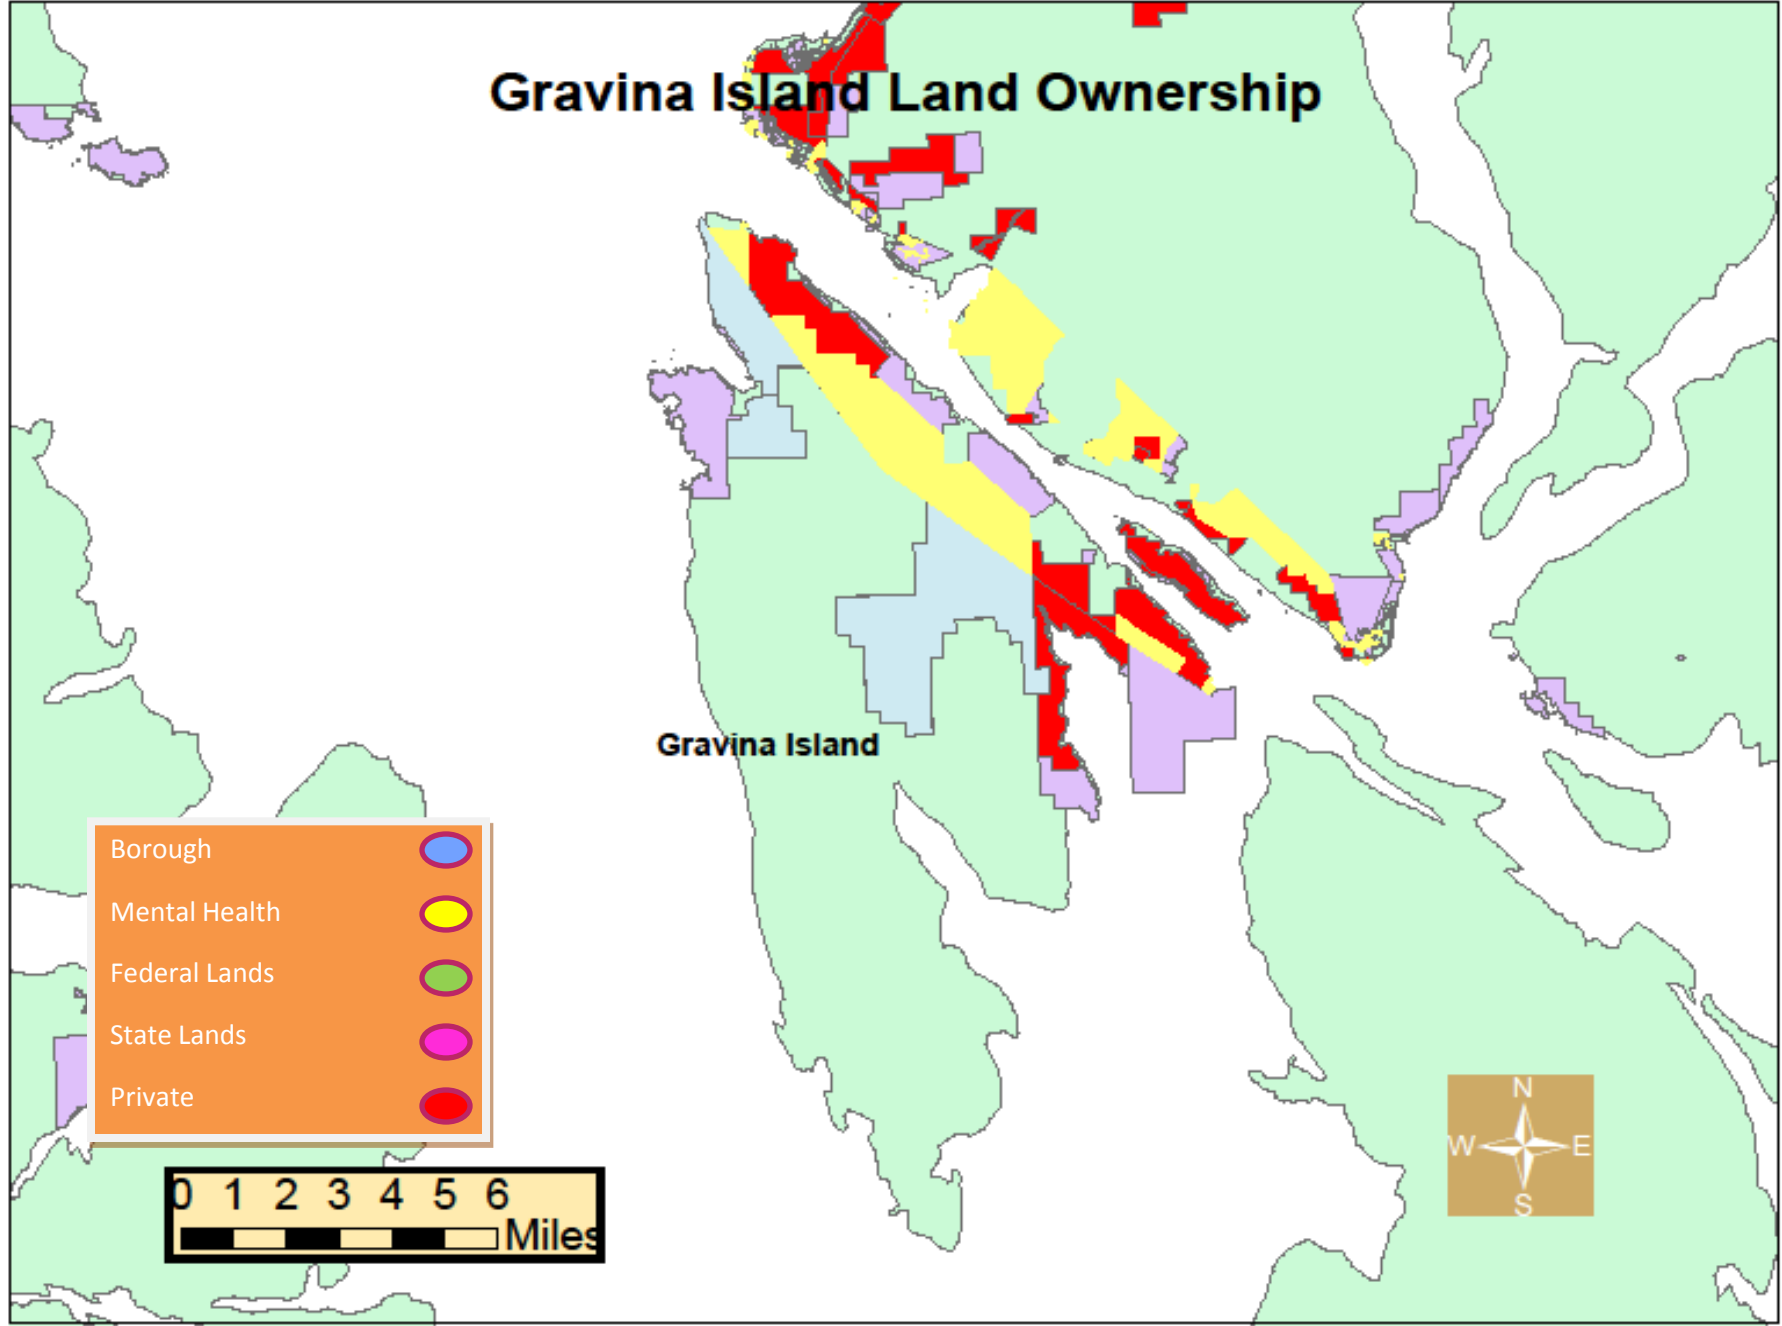 Gravina Island Land Ownership
Gravina Island
Borough
Mental Health
Federal Lands
State Lands
Private
0 1 2 3 4 5 6
Miles
N
W E
S